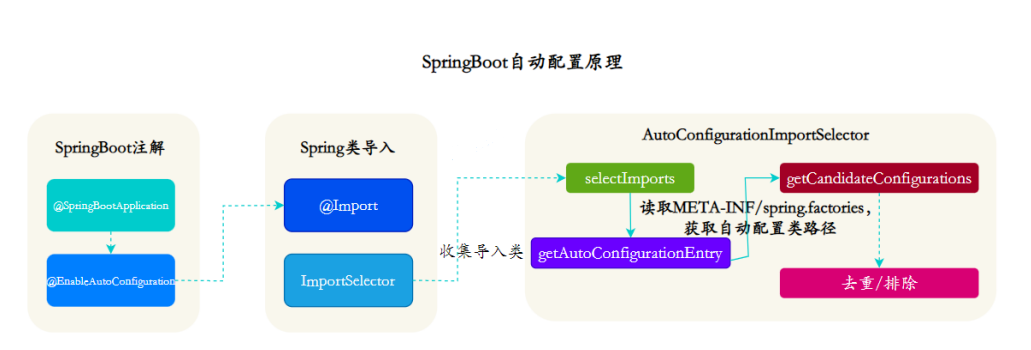 SpringBoot自动配置原理
SpringBoot注解
@SpringBootApplication
@EnableAutoConfiguration
Spring类导入
@Import
ImportSelector
收集导入类
AutoConfigurationImportSelector
selectImports
getCandidateConfigurations
读取META-INF/spring.factories，
获取自动配置类路径
getAutoConfigurationEntry
去重/排除